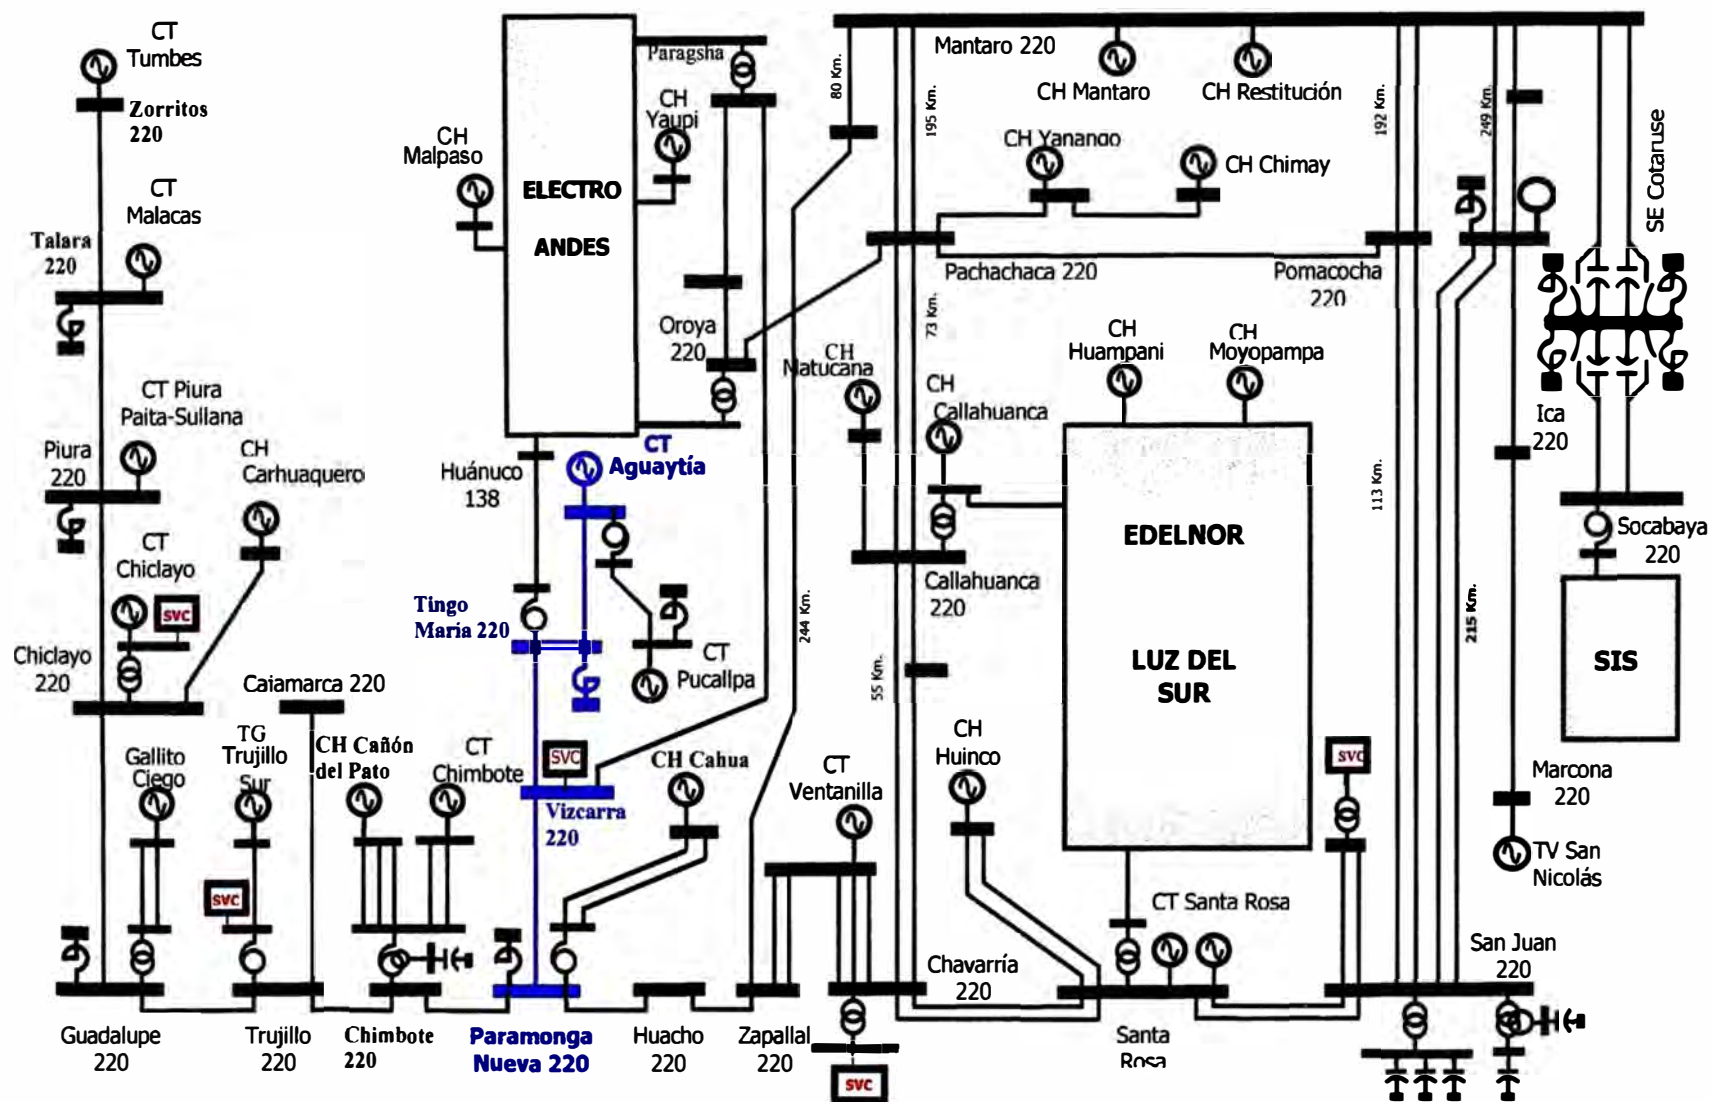 CT
Tumbes
Zorritos
220
CT
Malacas
Talara
220
CT Piura
Paita-Sullana
Piura
220
CH
Carhuaquero
CT
Chiclayo
SVC
Chiclayo
220
Caiamarca 220
Gallito
Ciego
TG
Trujillo
Sur
SVC
CH Cañón
del Pato
CT
Chimbote
Guadalupe
220
Trujillo
220
Chimbote
220
Paramonga
Nueva 220
Huacho
220
Zapallal
220
ELECTRO
ANDES
CH
Malpaso
CH
Yaupi
Paragsha
Oroya
220
Huánuco
138
CT
Aguaytía
Tingo
María 220
CT
Pucallpa
SVC
Vizcarra
220
CH Cahua
CT
Ventanilla
SVC
80 Km.
195 Km.
73 Km.
244 Km.
55 Km.
Mantaro 220
CH Mantaro
CH Restitución
CH Yanango
CH Chimay
Pachachaca 220
Pomacocha
220
192 Km.
249 Km.
113 Km.
215 Km.
CH
Matucana
CH
Callahuanca
Callahuanca
220
CH
Huampani
CH
Moyopampa
EDELNOR
LUZ DEL
SUR
CH
Huinco
Chavarría
220
CT Santa Rosa
Santa
Rosa
SVC
San Juan
220
SE Cotaruse
Ica
220
Socabaya
220
SIS
Marcona
220
TV San
Nicolás